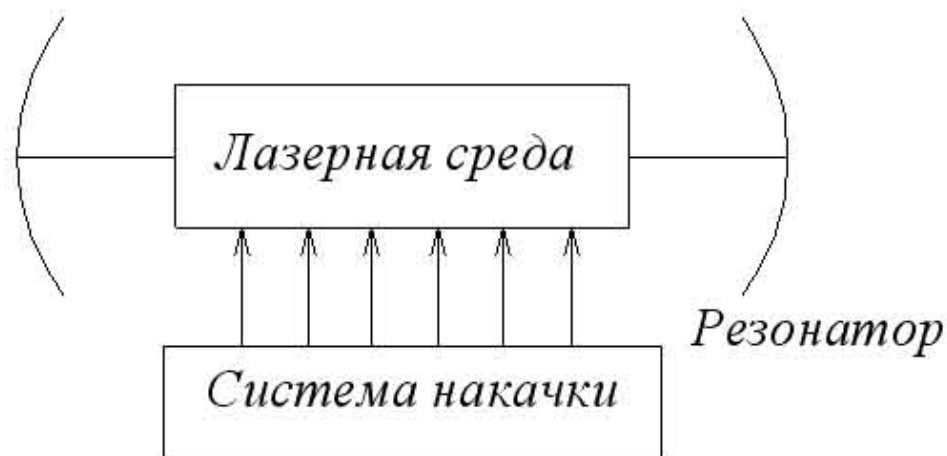 Лазерная среда
Резонатор
Система накачки